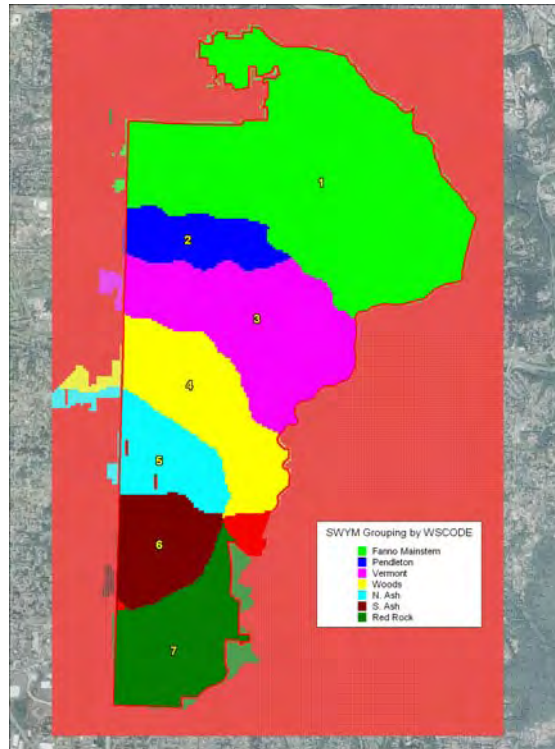 1
2
3
4
5
6
7
SWYM Grouping by WSCODE
Fanno Mainstem
Pendleton
Vermont
Woods
N. Ash
S. Ash
Red Rock